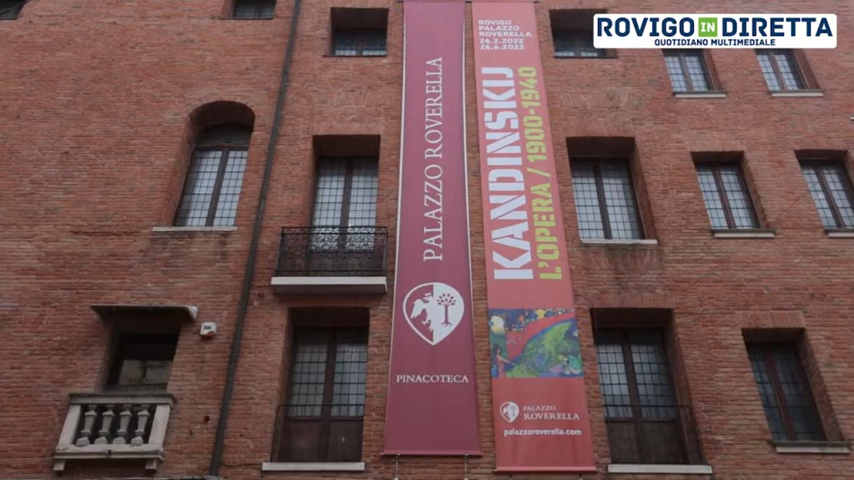 ROVIGO IN DIRETTA
QUOTIDIANO MULTIMEDIALE
PALAZZO ROVERELLA
PINACOTECA
ROVIGO
PALAZZO
ROVERELLA
26.2.2022
26.6.2022
KANDINSKIJ
L'OPERA / 1900-1940
PALAZZO
ROVERELLA
palazzoroverella.com